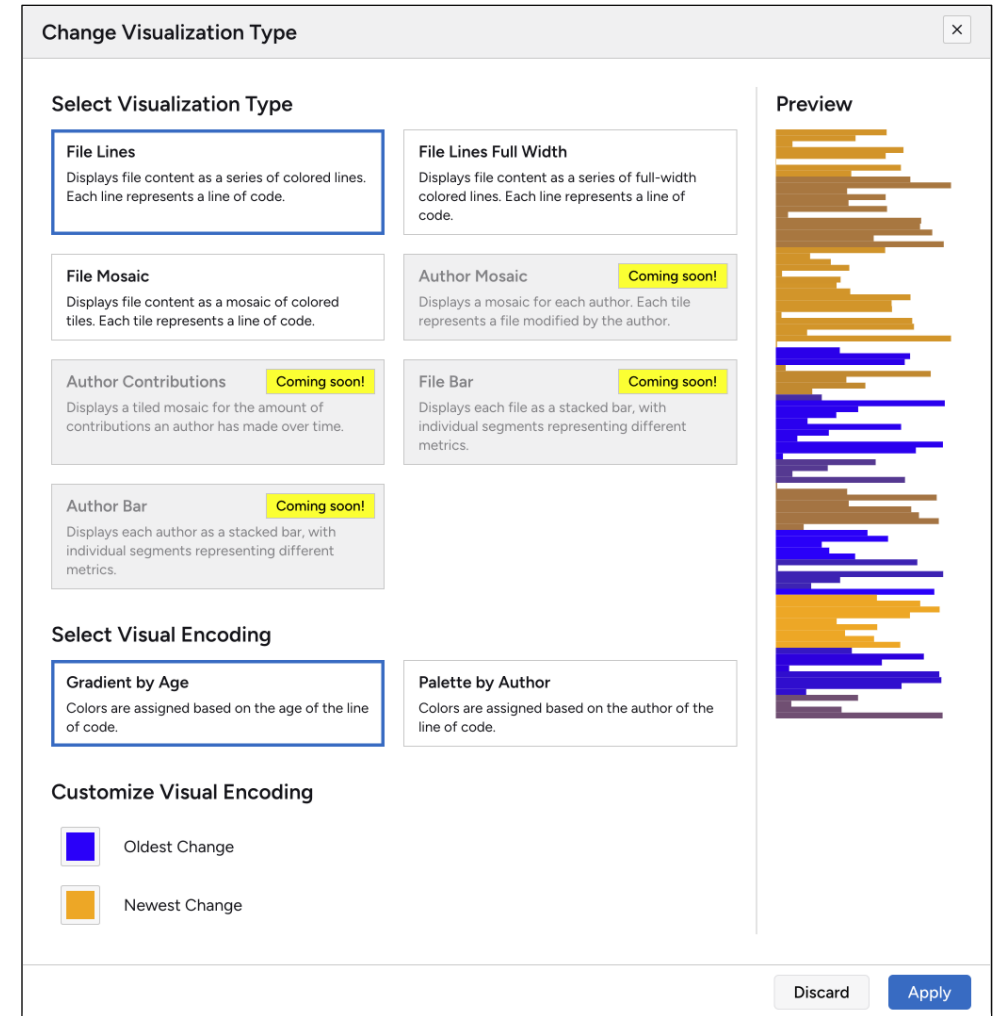 Change Visualization Type
Select Visualization Type
File Lines
Displays file content as a series of colored lines.
Each line represents a line of code.
File Lines Full Width
Displays file content as a series of full-width
colored lines. Each line represents a line of
code.
File Mosaic
Displays file content as a mosaic of colored
tiles. Each tile represents a line of code.
Author Mosaic
Coming soon!
Displays a mosaic for each author. Each tile
represents a file modified by the author.
Author Contributions
Coming soon!
Displays a tiled mosaic for the amount of
contributions an author has made over time.
File Bar
Coming soon!
Displays each file as a stacked bar, with
individual segments representing different
metrics.
Author Bar
Coming soon!
Displays each author as a stacked bar, with
individual segments representing different
metrics.
Select Visual Encoding
Gradient by Age
Colors are assigned based on the age of the line
of code.
Palette by Author
Colors are assigned based on the author of the
line of code.
Customize Visual Encoding
Oldest Change
Newest Change
Preview
Discard
Apply